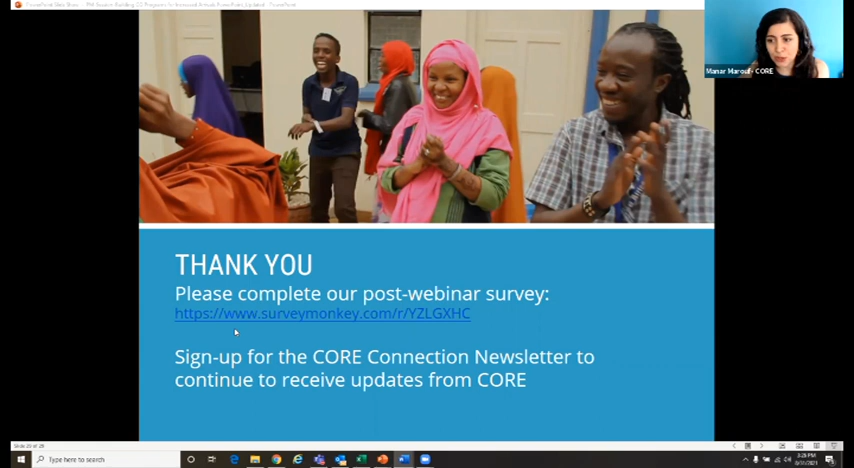 Manar Marouf - CORE
THANK YOU
Please complete our post-webinar survey:
https://www.surveymonkey.com/r/YZLGXHC
Sign-up for the CORE Connection Newsletter to
continue to receive updates from CORE
Type here to search